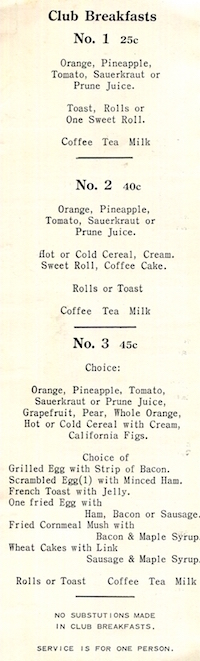 Club Breakfasts
No. 1 25c
Orange, Pineapple,
Tomato, Sauerkraut or
Prune Juice.
Toast, Rolls or
One Sweet Roll.
Coffee Tea Milk
No. 2 40c
Orange, Pineapple,
Tomato, Sauerkraut or
Prune Juice.
Hot or Cold Cereal, Cream.
Sweet Roll, Coffee Cake.
Rolls or Toast
Coffee Tea Milk
No. 3 45c
Choice:
Orange, Pineapple, Tomato,
Sauerkraut or Prune Juice,
Grapefruit, Pear, Whole Orange,
Hot or Cold Cereal with Cream,
California Figs.
Choice of
Grilled Egg with Strip of Bacon.
Scrambled Egg(1) with Minced Ham.
French Toast with Jelly.
One fried Egg with
Ham, Bacon or Sausage.
Fried Cornmeal Mush with
Bacon & Maple Syrup.
Wheat Cakes with Link
Sausage & Maple Syrup.
Rolls or Toast Coffee Tea Milk
NO SUBSTUTIONS MADE
IN CLUB BREAKFASTS.
SERVICE IS FOR ONE PERSON.